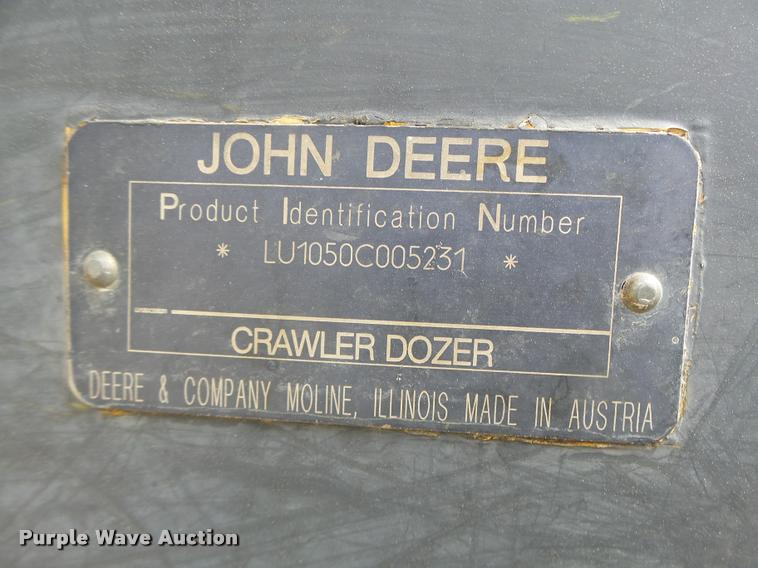 JOHN DEERE
Product Identification Number
* LU1050C005231 *
CRAWLER DOZER
DEERE & COMPANY MOLINE, ILLINOIS MADE IN AUSTRIA
Purple Wave Auction